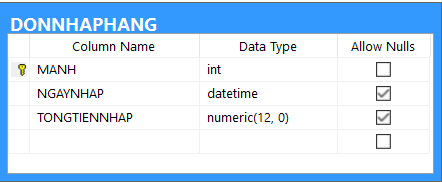 DONNHAPHANG
Column Name Data Type Allow Nulls
MANH int
NGAYNHAP datetime
TONGTIENNHAP numeric(12, 0)